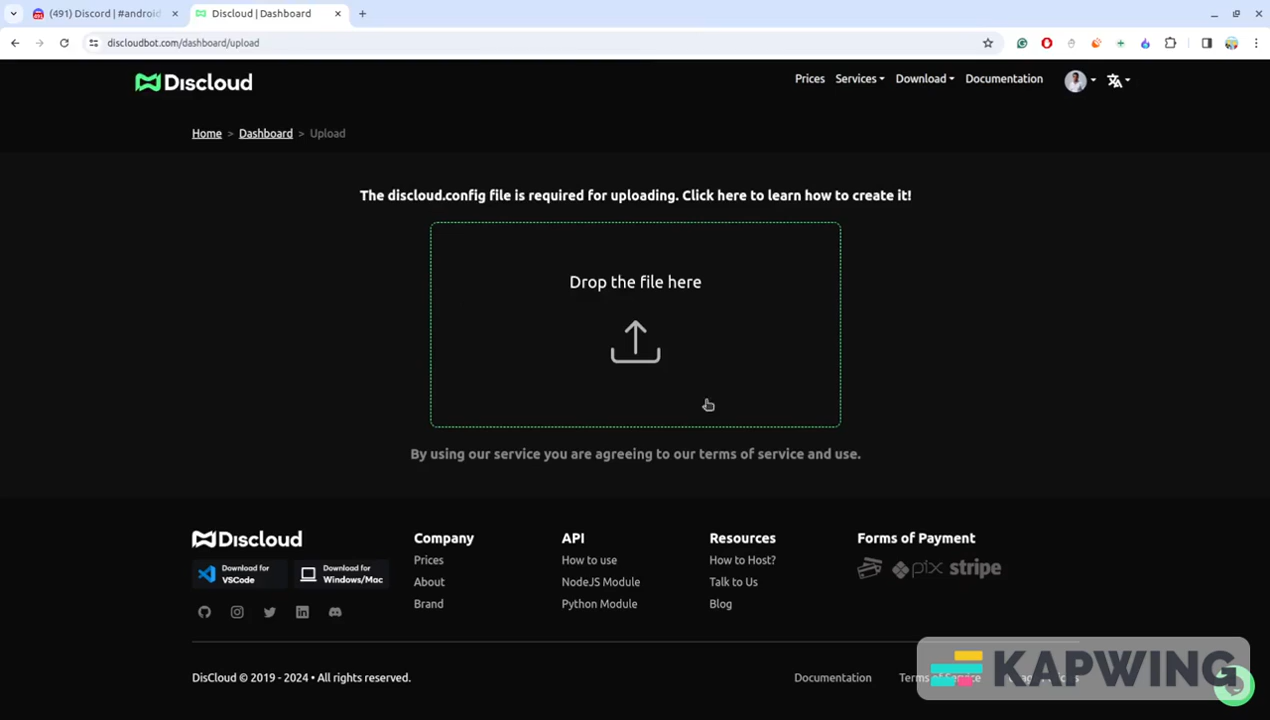 (491) Discord | #android
Discloud | Dashboard
discloudbot.com/dashboard/upload
Discloud
Prices
Services
Download
Documentation
Home > Dashboard > Upload
The discloud.config file is required for uploading. Click here to learn how to create it!
Drop the file here
By using our service you are agreeing to our terms of service and use.
Discloud
Download for
VSCode
Download for
Windows/Mac
Company
Prices
About
Brand
API
How to use
NodeJS Module
Python Module
Resources
How to Host?
Talk to Us
Blog
Forms of Payment
pix stripe
DisCloud © 2019 - 2024 • All rights reserved.
Documentation
KAPWING